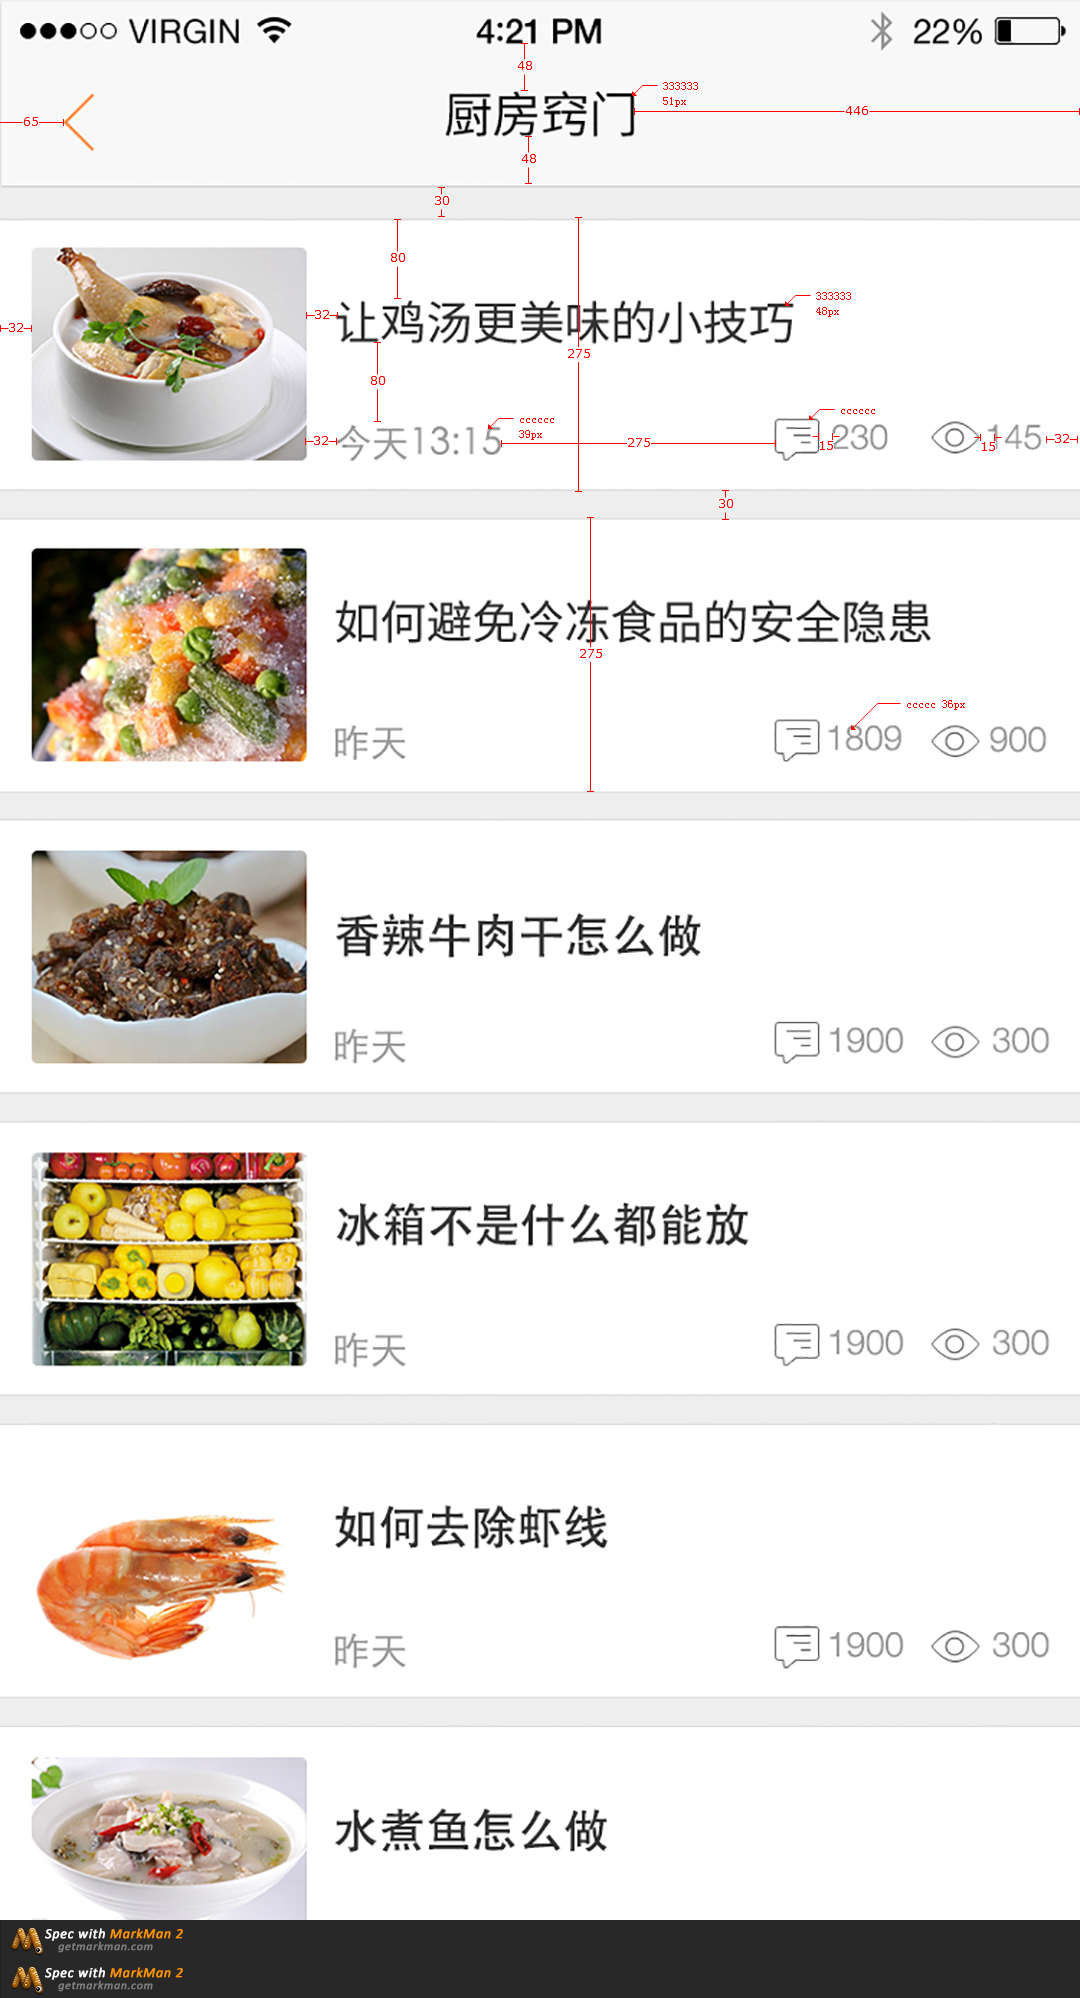 VIRGIN 4:21 PM 22%
48
厨房窍门
333333
51px
446
65
48
30
80
让鸡汤更美味的小技巧
333333
48px
32
32
275
80
今天13:15
cccccc
39px
32
275
cccccc
230
15
145
15
32
30
如何避免冷冻食品的安全隐患
275
ccccc 36px
昨天
1809
900
香辣牛肉干怎么做
昨天
1900
300
冰箱不是什么都能放
昨天
1900
300
如何去除虾线
昨天
1900
300
水煮鱼怎么做
Spec with MarkMan 2
getmarkman.com
Spec with MarkMan 2
getmarkman.com